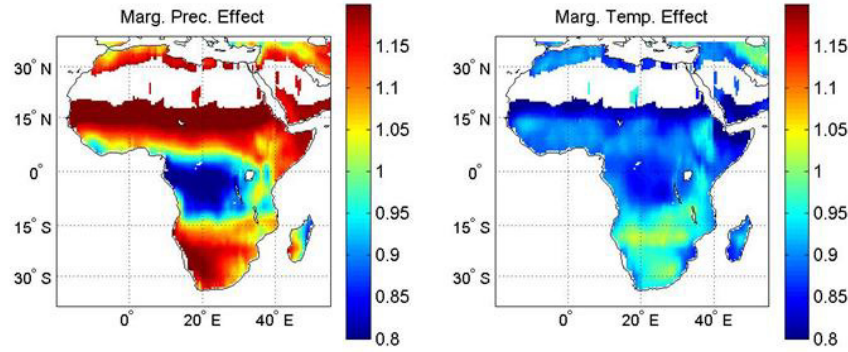 Marg. Prec. Effect
30° N
15° N
0°
15° S
30° S
0° 20° E 40° E
1.15
1.1
1.05
1
0.95
0.9
0.85
0.8
Marg. Temp. Effect
30° N
15° N
0°
15° S
30° S
0° 20° E 40° E
1.15
1.1
1.05
1
0.95
0.9
0.85
0.8